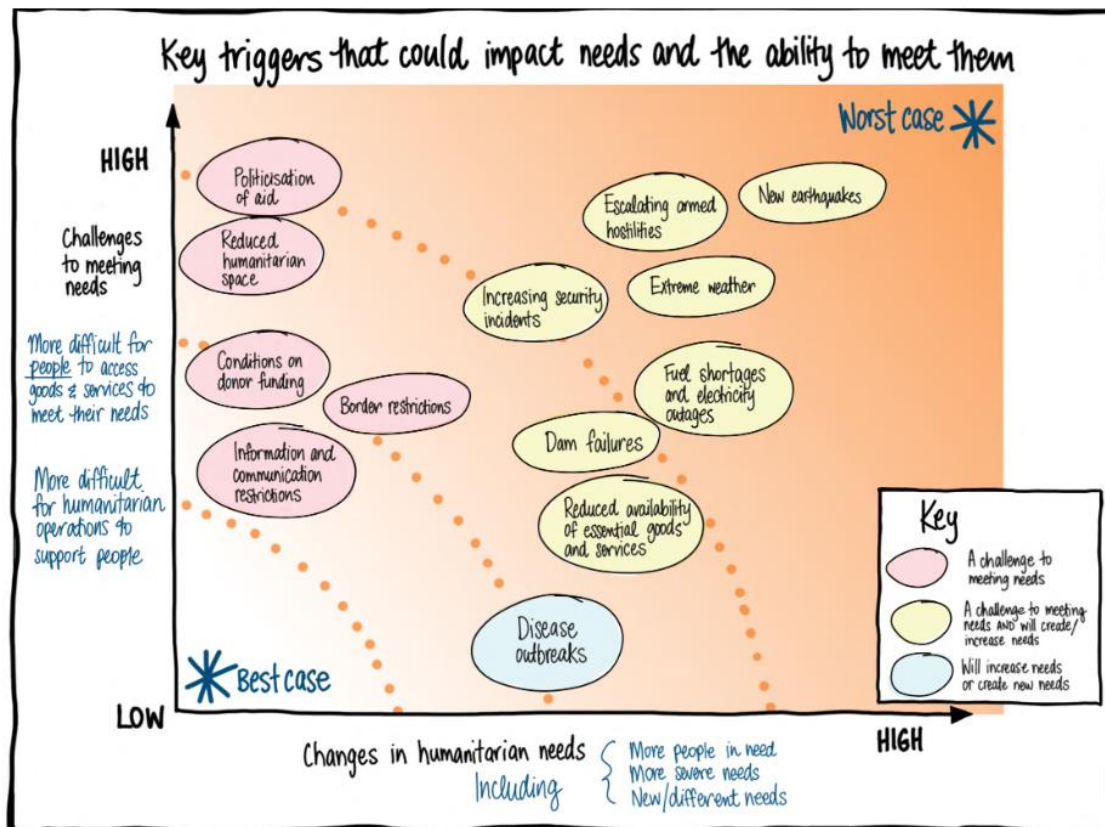 Key triggers that could impact needs and the ability to meet them
Worst case
HIGH
Challenges
to meeting
needs
More difficult for
people to access
goods & services to
meet their needs
More difficult
for humanitarian
operations to
support people
Politicisation
of aid
Reduced
humanitarian
space
Conditions on
donor funding
Border restrictions
Information and
communication
restrictions
Escalating armed
hostilities
New earthquakes
Increasing security
incidents
Extreme weather
Fuel shortages
and electricity
outages
Dam failures
Reduced availability
of essential goods
and services
Disease
outbreaks
Key
A challenge to
meeting needs
A challenge to meeting
needs AND will create/
increase needs
Will increase needs
or create new needs
Best case
LOW
HIGH
Changes in humanitarian needs
Including
More people in need
More severe needs
New/different needs